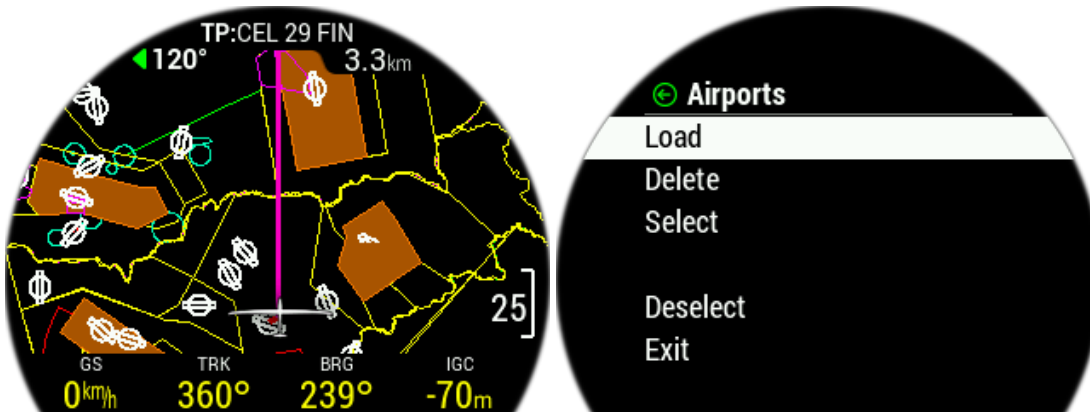 TP:CEL 29 FIN
120° 3.3km
25
GS TRK BRG IGC
0km/h 360° 239° -70m
Airports
Load
Delete
Select
Deselect
Exit